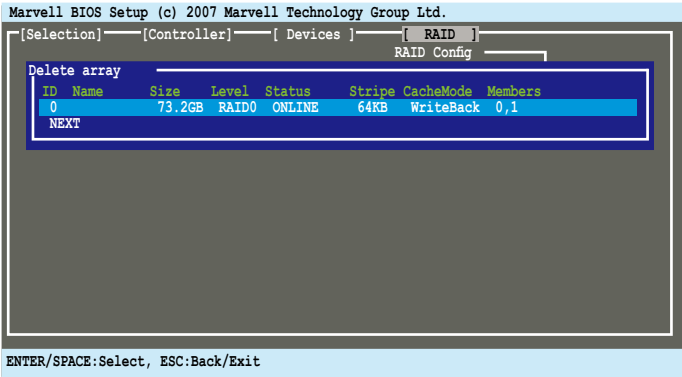 Marvell BIOS Setup (c) 2007 Marvell Technology Group Ltd.
[Selection] [Controller] [ Devices ] [ RAID ]
RAID Config
Delete array
ID Name Size Level Status Stripe CacheMode Members
0 73.2GB RAID0 ONLINE 64KB WriteBack 0,1
NEXT
ENTER/SPACE:Select, ESC:Back/Exit